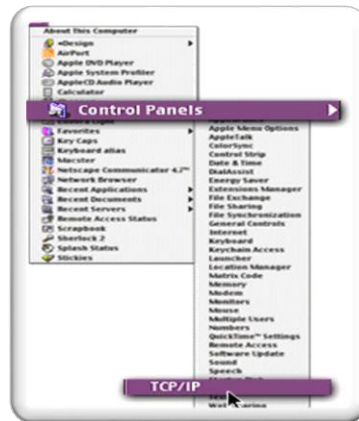 About This Computer
Design
AirPort
Apple DVD Player
Apple System Profiler
AppleCD Audio Player
Calculator
Control Panels
Favorites
Key Caps
Keyboard alias
Macster
Netscape Communicator 4.7™
Network Browser
Recent Applications
Recent Documents
Recent Servers
Remote Access Status
Scrapbook
Sherlock 2
Splash Status
Stickies
Apple Menu Options
AppleTalk
ColorSync
Control Strip
Date & Time
DialAssist
Energy Saver
Extensions Manager
File Exchange
File Sharing
File Synchronization
General Controls
Internet
Keyboard
Keychain Access
Launcher
Location Manager
Matrix Code
Memory
Modem
Monitors
Mouse
Multiple Users
Numbers
QuickTime™ Settings
Remote Access
Software Update
Sound
Speech
TCP/IP